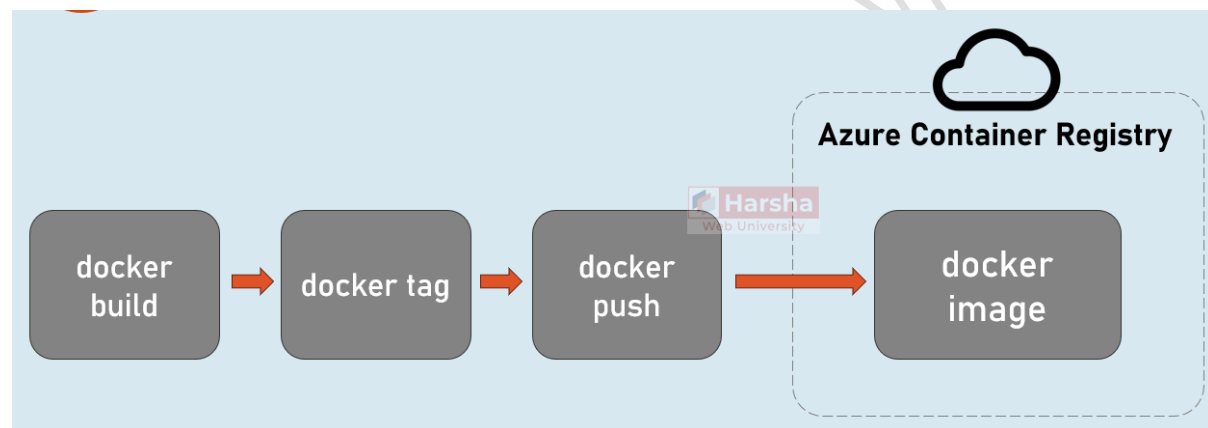 Azure Container Registry
Harsha
Web University
docker
build
docker tag
docker
push
docker
image